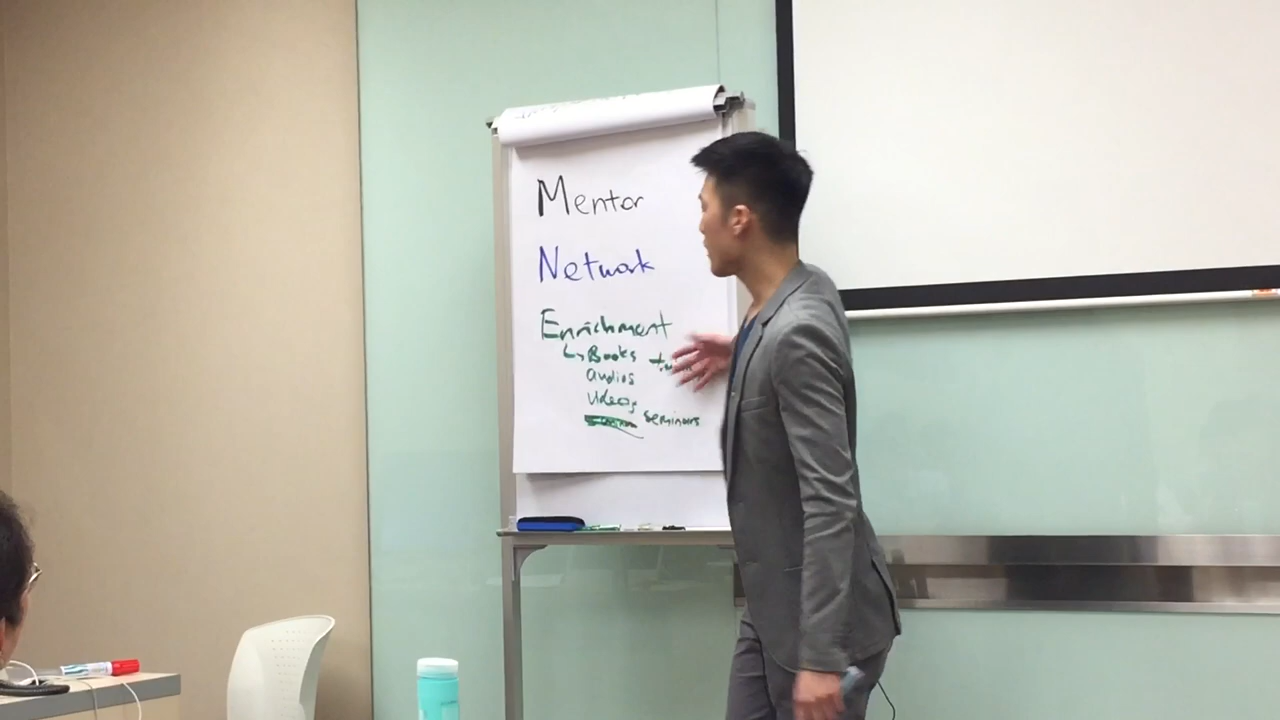 Mentor
Network
Enrichment
↳ Books
audios
videos
seminars